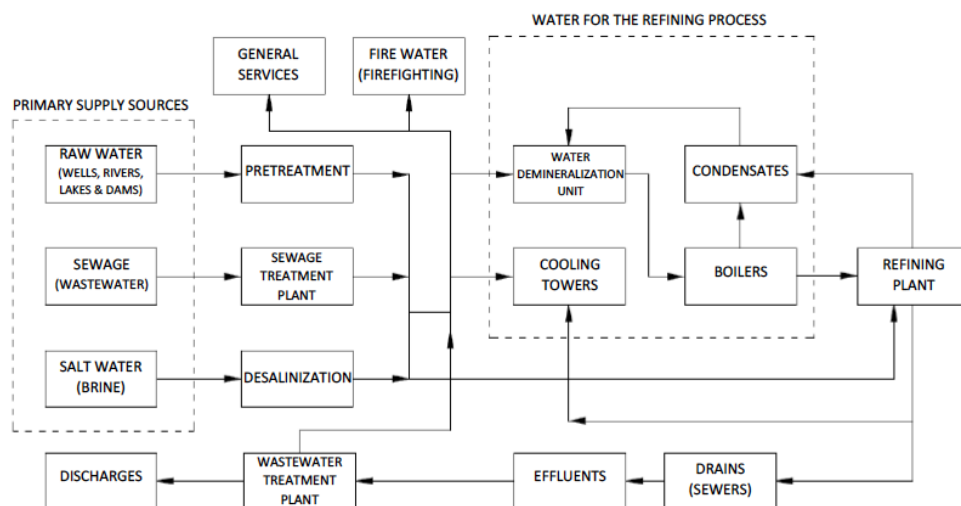 WATER FOR THE REFINING PROCESS
GENERAL
SERVICES
FIRE WATER
(FIREFIGHTING)
PRIMARY SUPPLY SOURCES
RAW WATER
(WELLS, RIVERS,
LAKES & DAMS)
PRETREATMENT
WATER
DEMINERALIZATION
UNIT
CONDENSATES
SEWAGE
(WASTEWATER)
SEWAGE
TREATMENT
PLANT
COOLING
TOWERS
BOILERS
REFINING
PLANT
SALT WATER
(BRINE)
DESALINIZATION
DISCHARGES
WASTEWATER
TREATMENT
PLANT
EFFLUENTS
DRAINS
(SEWERS)